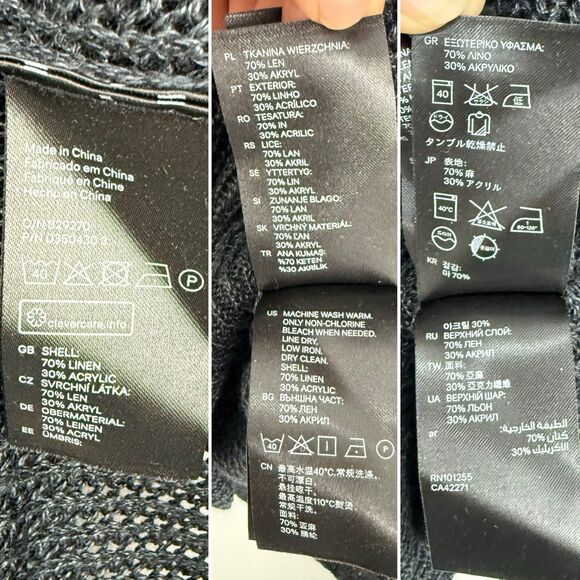 Made in China
Fabricado em China
Fabriqué en Chine
Hecho en China
P
clevercare.info
GB SHELL:
70% LINEN
30% ACRYLIC
CZ SVRCHNÍ LÁTKA:
70% LEN
30% AKRYL
DE OBERMATERIAL:
70% LEINEN
30% ACRYL
EE ÜMBRIS:
PL TKANINA WIERZCHNIA:
70% LEN
30% AKRYL
PT EXTERIOR:
70% LINHO
30% ACRÍLICO
RO TESATURA:
70% IN
30% ACRILIC
RS LICE:
70% LAN
30% AKRIL
SE YTTERTYG:
70% LIN
30% AKRYL
SI ZUNANJE BLAGO:
70% LAN
30% AKRIL
SK VRCHNÝ MATERIÁL:
70% ĽAN
30% AKRYL
TR ANA KUMAŞ:
%70 KETEN
%30 AKRİLİK
US MACHINE WASH WARM.
ONLY NON-CHLORINE
BLEACH WHEN NEEDED.
LINE DRY.
LOW IRON.
DRY CLEAN.
SHELL:
70% LINEN
30% ACRYLIC
BG ВЪНШНА ЧАСТ:
70% ЛЕН
30% АКРИЛ
40 P
CN 最高水温40°C,常规洗涤。
不可漂白。
悬挂晾干。
最高温度110°C熨烫
常规干洗。
面料:
70% 亚麻
30% 腈纶
GR ΕΞΩΤΕΡΙΚΟ ΥΦΑΣΜΑ:
70% ΛΙΝΟ
30% ΑΚΡΥΛΙΚΟ
40 低
タンブル乾燥禁止
JP 表地:
70% 麻
30% アクリル
40°C 80-120°C
KR 겉감:
마 70%
아크릴 30%
RU ВЕРХНИЙ СЛОЙ:
70% ЛЕН
30% АКРИЛ
TW 面料:
70% 亞麻
30% 亞克力纖維
UA ВЕРХНІЙ ШАР:
70% ЛЬОН
30% АКРИЛ
ar الطبقة الخارجية:
كتان 70%
الأكريليك 30%
RN101255
CA42271